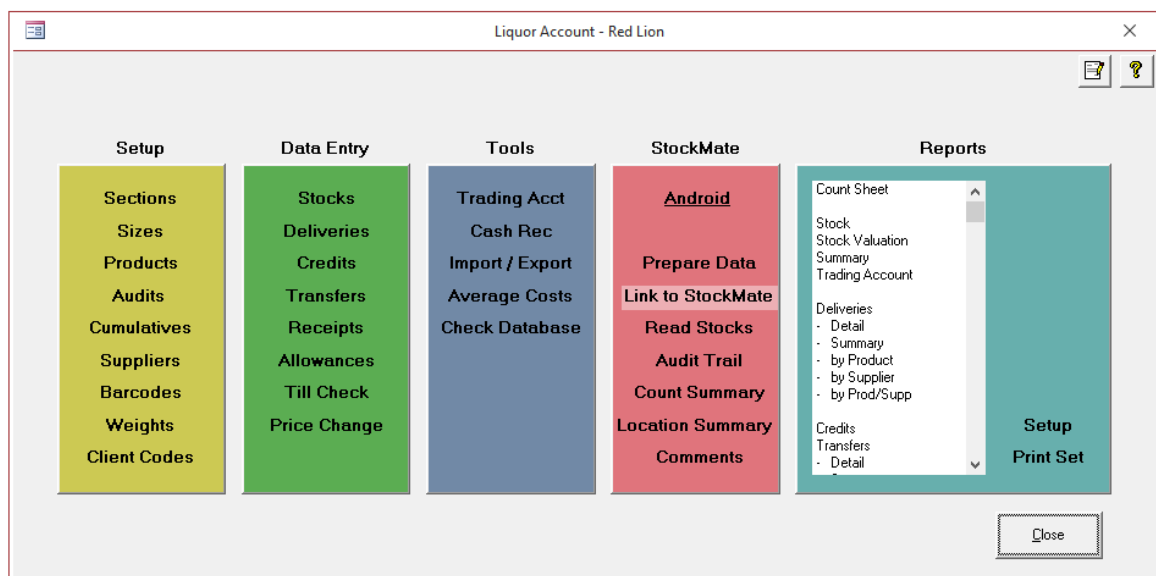 Liquor Account - Red Lion
Setup
Sections
Sizes
Products
Audits
Cumulatives
Suppliers
Barcodes
Weights
Client Codes
Data Entry
Stocks
Deliveries
Credits
Transfers
Receipts
Allowances
Till Check
Price Change
Tools
Trading Acct
Cash Rec
Import / Export
Average Costs
Check Database
StockMate
Android
Prepare Data
Link to StockMate
Read Stocks
Audit Trail
Count Summary
Location Summary
Comments
Reports
Count Sheet
Stock
Stock Valuation
Summary
Trading Account
Deliveries
- Detail
- Summary
- by Product
- by Supplier
- by Prod/Supp
Credits
Transfers
- Detail
Setup
Print Set
Close